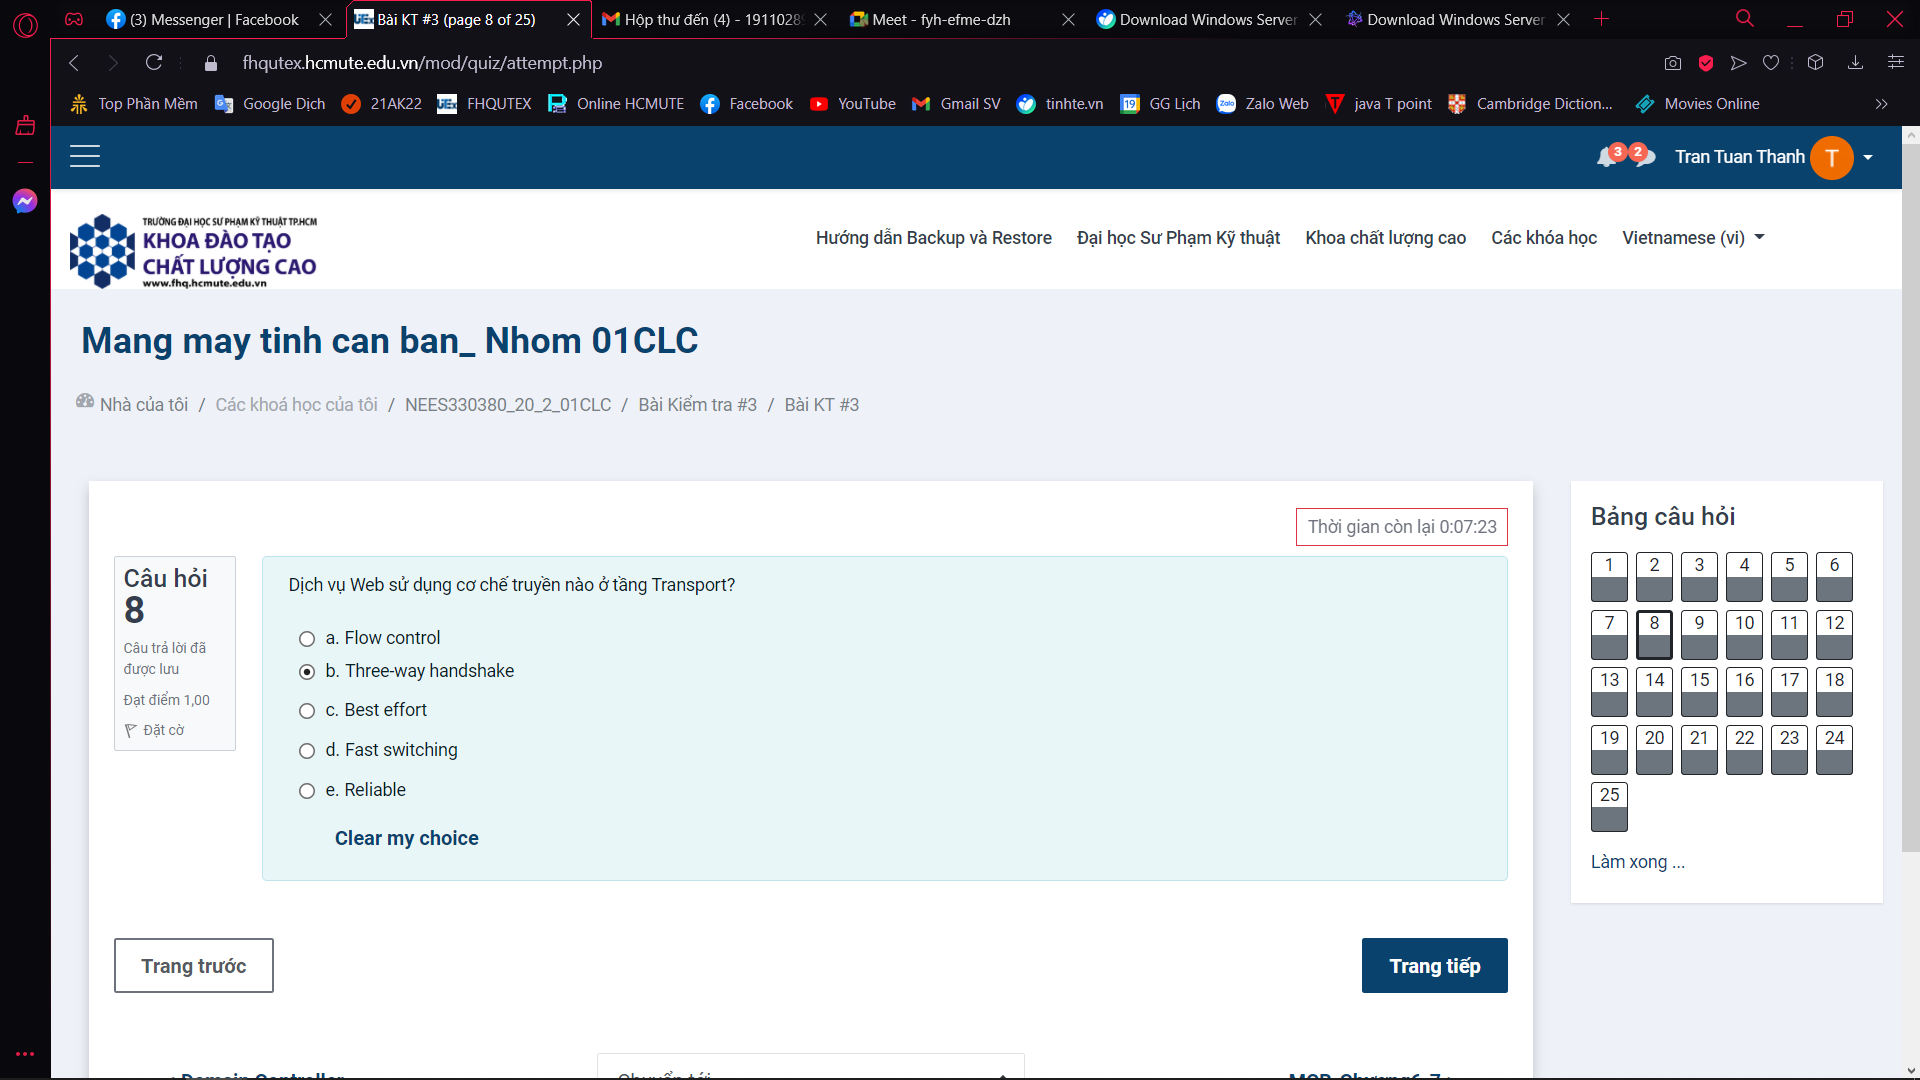 (3) Messenger | Facebook
Bài KT #3 (page 8 of 25)
Hộp thư đến (4) - 1911028
Meet - fyh-efme-dzh
Download Windows Server
Download Windows Server
fhqutex.hcmute.edu.vn/mod/quiz/attempt.php
Top Phần Mềm
Google Dịch
21AK22
FHQUTEX
Online HCMUTE
Facebook
YouTube
Gmail SV
tinhte.vn
GG Lịch
Zalo Web
java T point
Cambridge Diction...
Movies Online
3
2
Tran Tuan Thanh
T
TRƯỜNG ĐẠI HỌC SƯ PHẠM KỸ THUẬT TP.HCM
KHOA ĐÀO TẠO
CHẤT LƯỢNG CAO
www.fhq.hcmute.edu.vn
Hướng dẫn Backup và Restore
Đại học Sư Phạm Kỹ thuật
Khoa chất lượng cao
Các khóa học
Vietnamese (vi)
Mang may tinh can ban_ Nhom 01CLC
Nhà của tôi / Các khoá học của tôi / NEES330380_20_2_01CLC / Bài Kiểm tra #3 / Bài KT #3
Thời gian còn lại 0:07:23
Câu hỏi
8
Câu trả lời đã
được lưu
Đạt điểm 1,00
Đặt cờ
Dịch vụ Web sử dụng cơ chế truyền nào ở tầng Transport?
a. Flow control
b. Three-way handshake
c. Best effort
d. Fast switching
e. Reliable
Clear my choice
Trang trước
Trang tiếp
Bảng câu hỏi
1 2 3 4 5 6
7 8 9 10 11 12
13 14 15 16 17 18
19 20 21 22 23 24
25
Làm xong ...